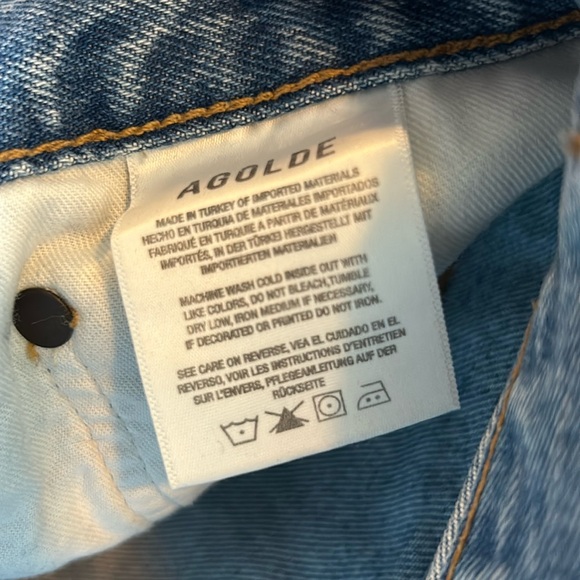 AGOLDE
MADE IN TURKEY OF IMPORTED MATERIALS
HECHO EN TURQUIA DE MATERIALES IMPORTADOS
FABRIQUÉ EN TURQUIE A PARTIR DE MATÉRIAUX
IMPORTÉS, IN DER TÜRKEI HERGESTELLT MIT
IMPORTIERTEN MATERIALIEN
MACHINE WASH COLD INSIDE OUT WITH
LIKE COLORS, DO NOT BLEACH,TUMBLE
DRY LOW, IRON MEDIUM IF NECESSARY,
IF DECORATED OR PRINTED DO NOT IRON.
SEE CARE ON REVERSE, VEA EL CUIDADO EN EL
REVERSO, VOIR LES INSTRUCTIONS D'ENTRETIEN
SUR L'ENVERS, PFLEGEANLEITUNG AUF DER
RÜCKSEITE